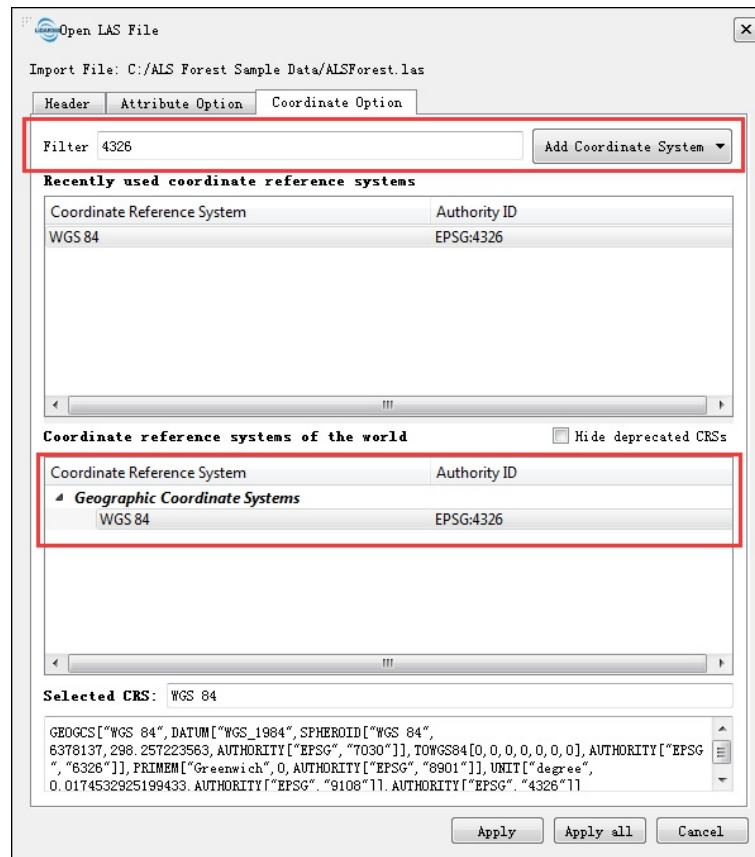 Open LAS File
Import File: C:/ALS Forest Sample Data/ALSForest.las
Header Attribute Option Coordinate Option
Filter 4326 Add Coordinate System
Recently used coordinate reference systems
Coordinate Reference System Authority ID
WGS 84 EPSG:4326
Coordinate reference systems of the world Hide deprecated CRSs
Coordinate Reference System Authority ID
Geographic Coordinate Systems
WGS 84 EPSG:4326
Selected CRS: WGS 84
GEOGCS["WGS 84", DATUM["WGS_1984", SPHEROID["WGS 84",
6378137, 298.257223563, AUTHORITY["EPSG", "7030"]], TOWGS84[0, 0, 0, 0, 0, 0, 0], AUTHORITY["EPSG
", "6326"]], PRIMEM["Greenwich", 0, AUTHORITY["EPSG", "8901"]], UNIT["degree",
0.0174532925199433, AUTHORITY["EPSG", "9108"]], AUTHORITY["EPSG", "4326"]]
Apply Apply all Cancel